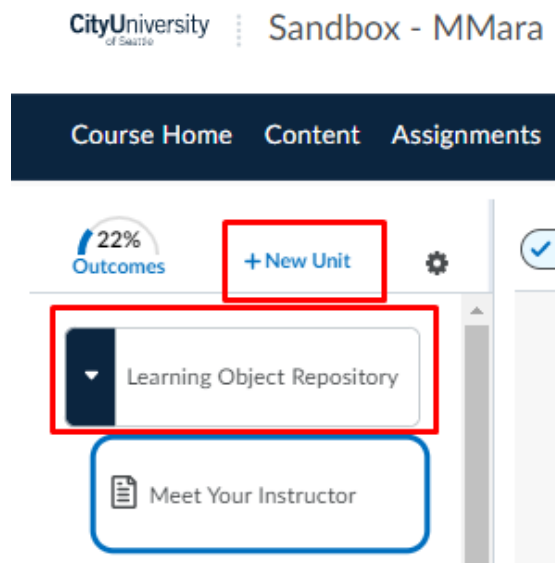 CityUniversity
of Seattle
Sandbox - MMara
Course Home Content Assignments
22%
Outcomes
+ New Unit
Learning Object Repository
Meet Your Instructor